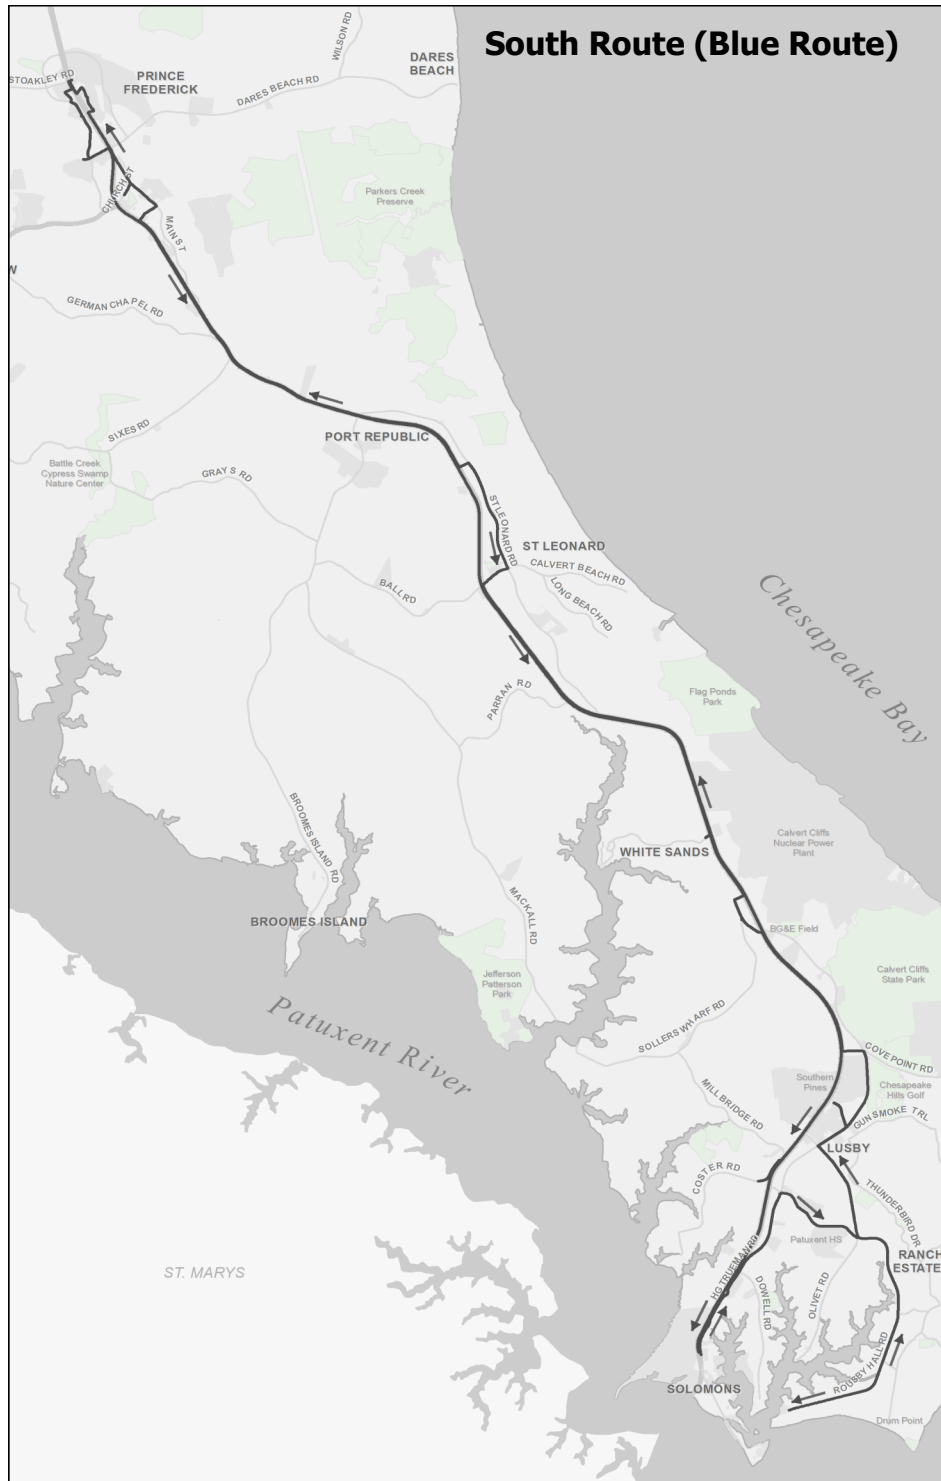 South Route (Blue Route)
STOAKLEY RD
PRINCE
FREDERICK
WILSON RD
DARES
BEACH
DARES BEACH RD
CHURCH ST
MAIN ST
Parkers Creek
Preserve
W
GERMAN CHAPEL RD
SIXES RD
PORT REPUBLIC
Battle Creek
Cypress Swamp
Nature Center
GRAYS RD
ST LEONARD RD
ST LEONARD
CALVERT BEACH RD
LONG BEACH RD
BALL RD
Chesapeake Bay
PARRAN RD
Flag Ponds
Park
BROOMES ISLAND RD
WHITE SANDS
Calvert Cliffs
Nuclear Power
Plant
MACKALL RD
BROOMES ISLAND
BG&E Field
Jefferson
Patterson
Park
Calvert Cliffs
State Park
Patuxent River
SOLLERS WHARF RD
COVE POINT RD
Southern
Pines
Chesapeake
Hills Golf
MILL BRIDGE RD
GUNSMOKE TRL
LUSBY
COSTER RD
THUNDERBIRD DR
Patuxent HS
RANCH
ESTATE
ST. MARYS
HG TRUEMAN RD
DOWELL RD
OLIVET RD
ROUSBY HALL RD
SOLOMONS
Drum Point